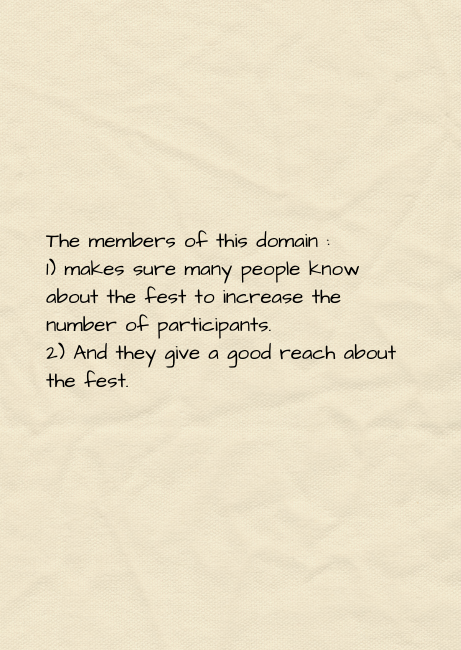 The members of this domain :
1) makes sure many people know
about the fest to increase the
number of participants.
2) And they give a good reach about
the fest.